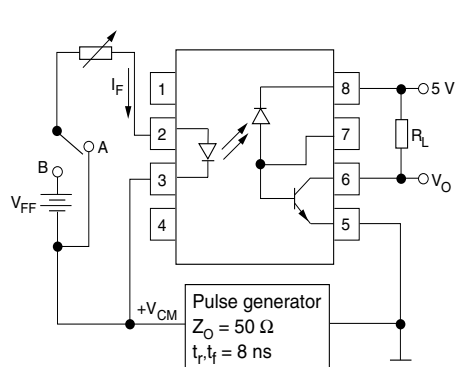 I_F
1
8
5 V
2
7
R_L
A
B
3
6
V_O
V_FF
4
5
+V_CM
Pulse generator
Z_O = 50 Ω
t_r,t_f = 8 ns